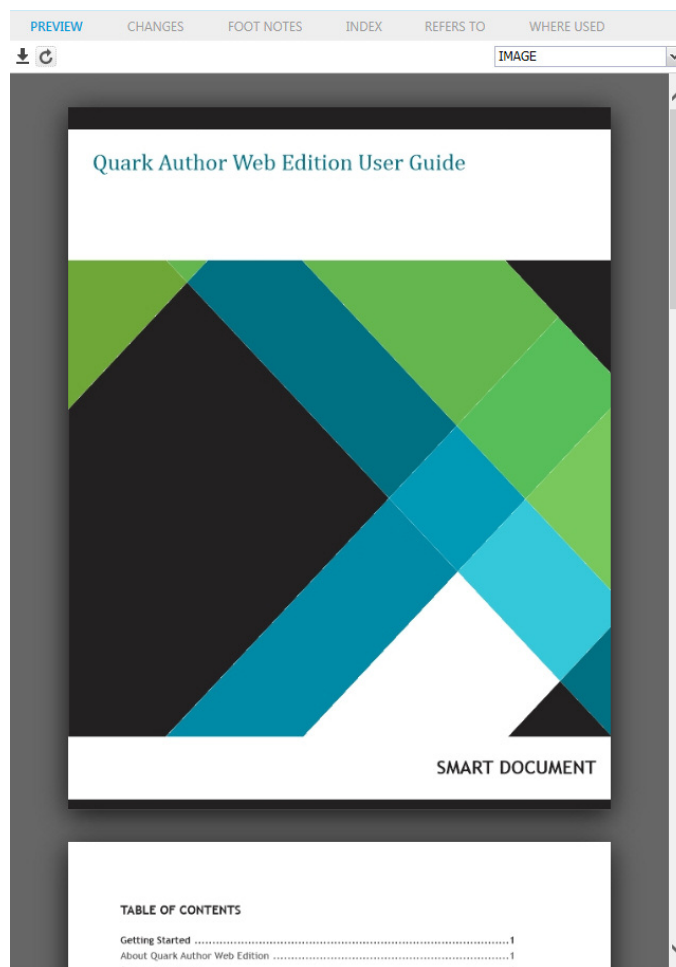 PREVIEW CHANGES FOOT NOTES INDEX REFERS TO WHERE USED
IMAGE
Quark Author Web Edition User Guide
SMART DOCUMENT
TABLE OF CONTENTS
Getting Started ........................................................................................1
About Quark Author Web Edition ..................................................................1